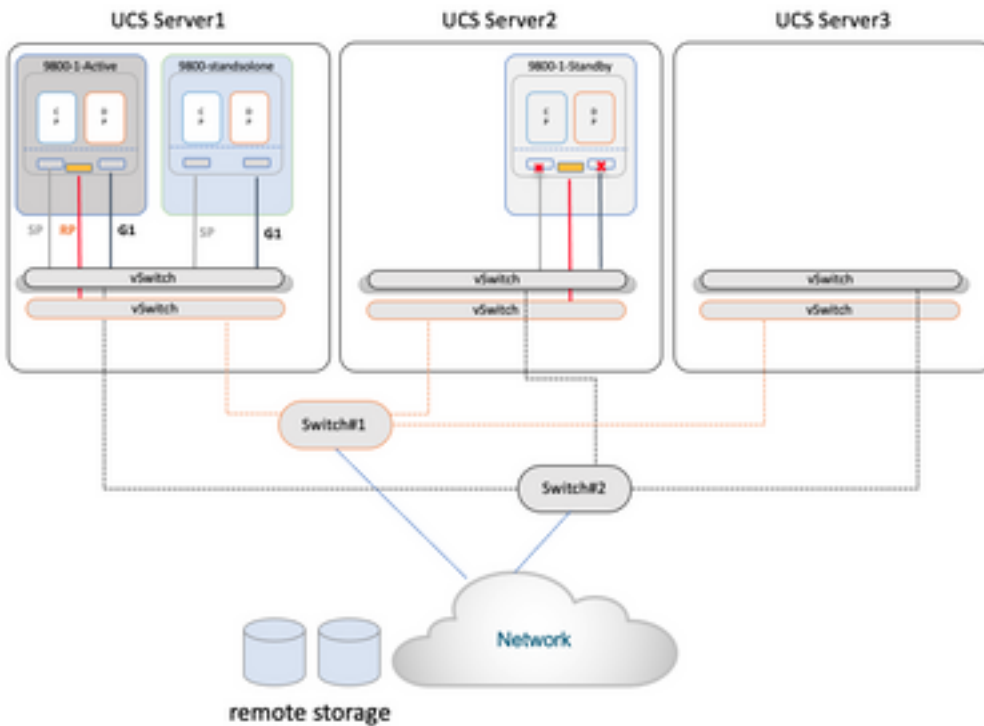 UCS Server1
UCS Server2
UCS Server3
9800-1-Active
9800-standsolone
9800-1-Standby
C
P
D
P
C
P
D
P
C
P
D
P
SP
RP
G1
SP
G1
vSwitch
vSwitch
vSwitch
vSwitch
vSwitch
vSwitch
Switch#1
Switch#2
Network
remote storage